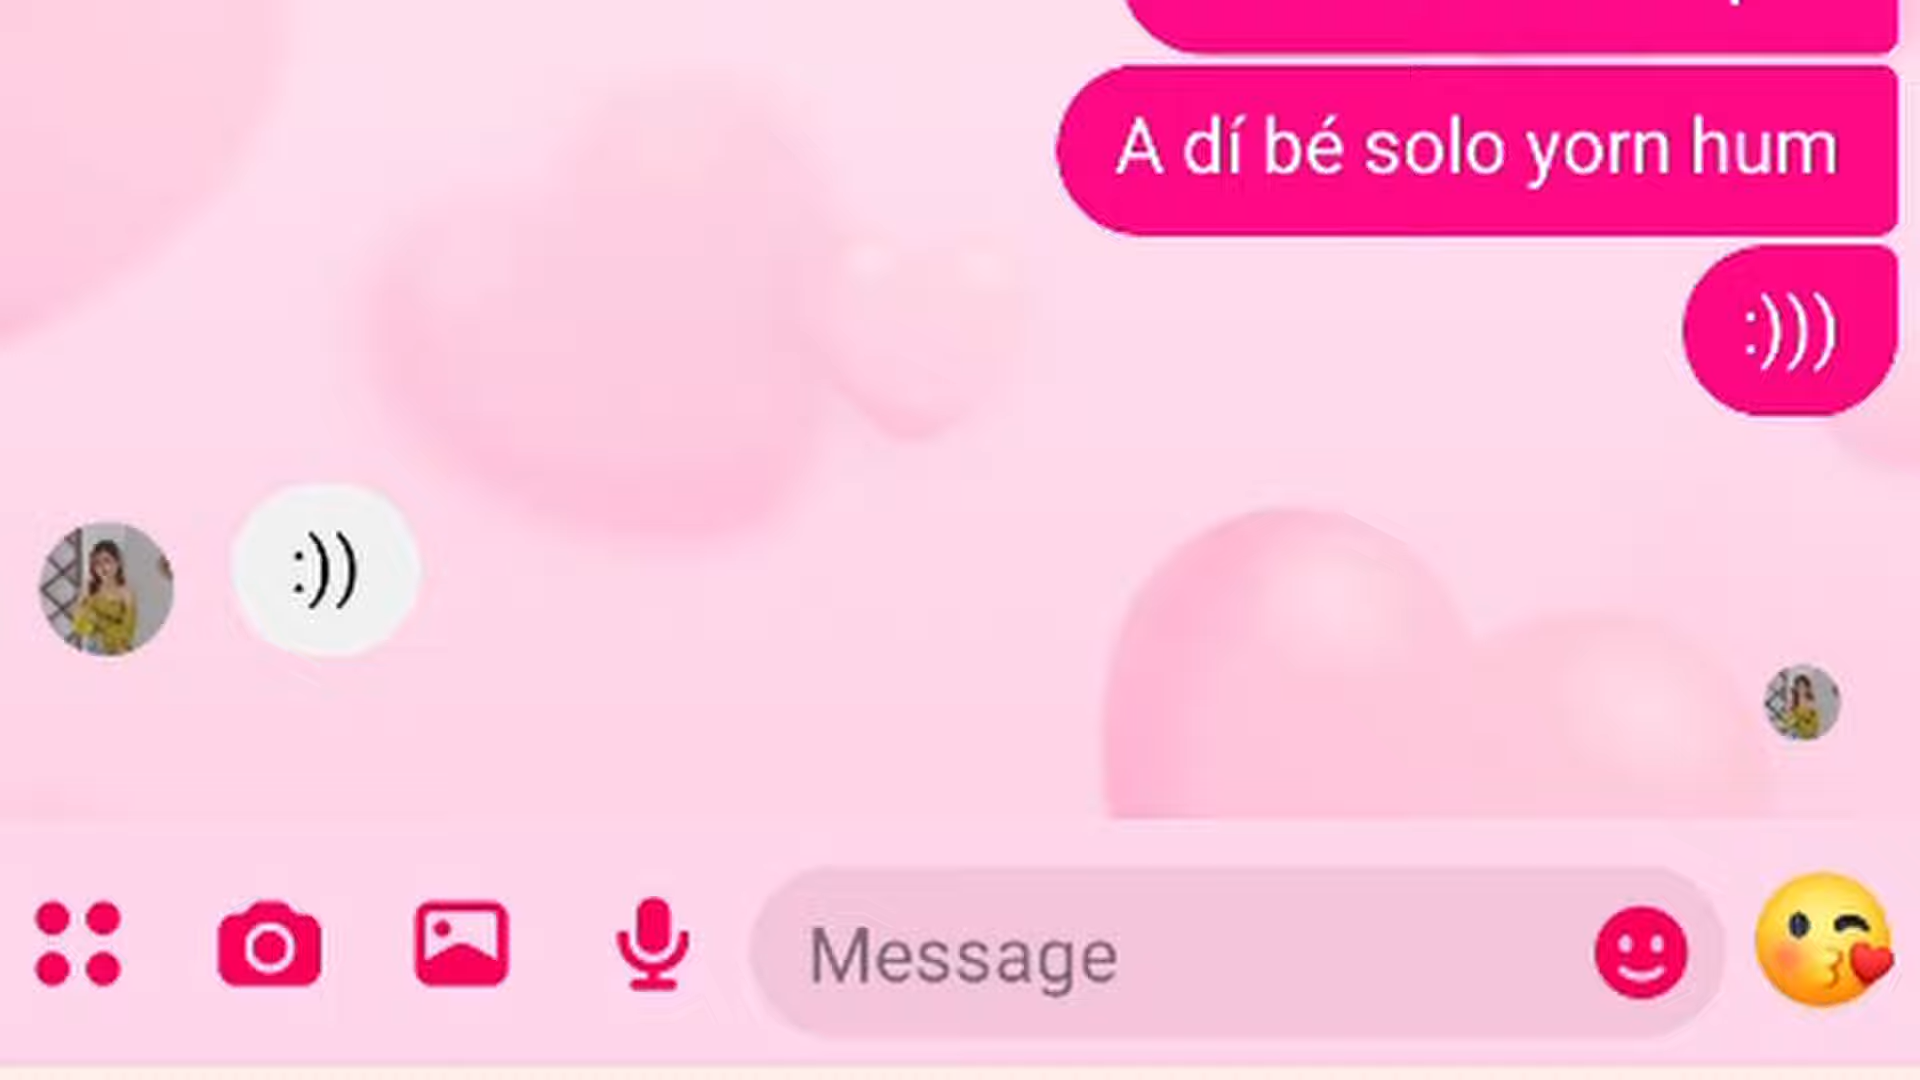 A dí bé solo yorn hum
:)))
:))
Message